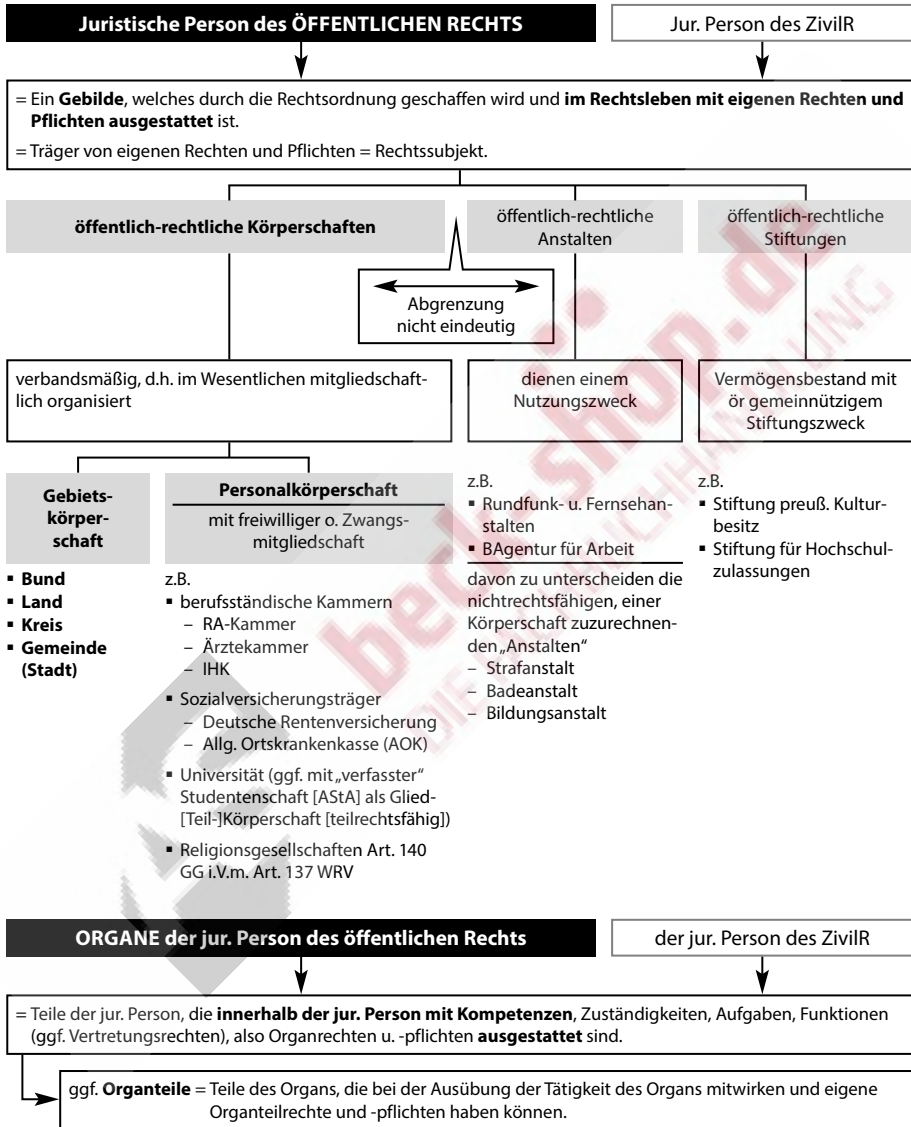 Juristische Person des ÖFFENTLICHEN RECHTS
Jur. Person des ZivilR
= Ein Gebilde, welches durch die Rechtsordnung geschaffen wird und im Rechtsleben mit eigenen Rechten und
Pflichten ausgestattet ist.
= Träger von eigenen Rechten und Pflichten = Rechtssubjekt.
öffentlich-rechtliche Körperschaften
öffentlich-rechtliche
Anstalten
öffentlich-rechtliche
Stiftungen
Abgrenzung
nicht eindeutig
verbandsmäßig, d.h. im Wesentlichen mitgliedschaft-
lich organisiert
dienen einem
Nutzungszweck
Vermögensbestand mit
ör gemeinnützigem
Stiftungszweck
Gebiets-
körper-
schaft
▪ Bund
▪ Land
▪ Kreis
▪ Gemeinde
(Stadt)
Personalkörperschaft
mit freiwilliger o. Zwangs-
mitgliedschaft
z.B.
▪ berufsständische Kammern
– RA-Kammer
– Ärztekammer
– IHK
▪ Sozialversicherungsträger
– Deutsche Rentenversicherung
– Allg. Ortskrankenkasse (AOK)
▪ Universität (ggf. mit „verfasster“
Studentenschaft [AStA] als Glied-
[Teil-]Körperschaft [teilrechtsfähig])
▪ Religionsgesellschaften Art. 140
GG i.V.m. Art. 137 WRV
z.B.
▪ Rundfunk- u. Fernsehan-
stalten
▪ BAgentur für Arbeit
davon zu unterscheiden die
nichtrechtsfähigen, einer
Körperschaft zuzurechnen-
den „Anstalten“
– Strafanstalt
– Badeanstalt
– Bildungsanstalt
z.B.
▪ Stiftung preuß. Kultur-
besitz
▪ Stiftung für Hochschul-
zulassungen
ORGANE der jur. Person des öffentlichen Rechts
der jur. Person des ZivilR
= Teile der jur. Person, die innerhalb der jur. Person mit Kompetenzen, Zuständigkeiten, Aufgaben, Funktionen
(ggf. Vertretungsrechten), also Organrechten u. -pflichten ausgestattet sind.
ggf. Organteile = Teile des Organs, die bei der Ausübung der Tätigkeit des Organs mitwirken und eigene
Organteilrechte und -pflichten haben können.
beck-shop.de
DIE FACHBUCHHANDLUNG